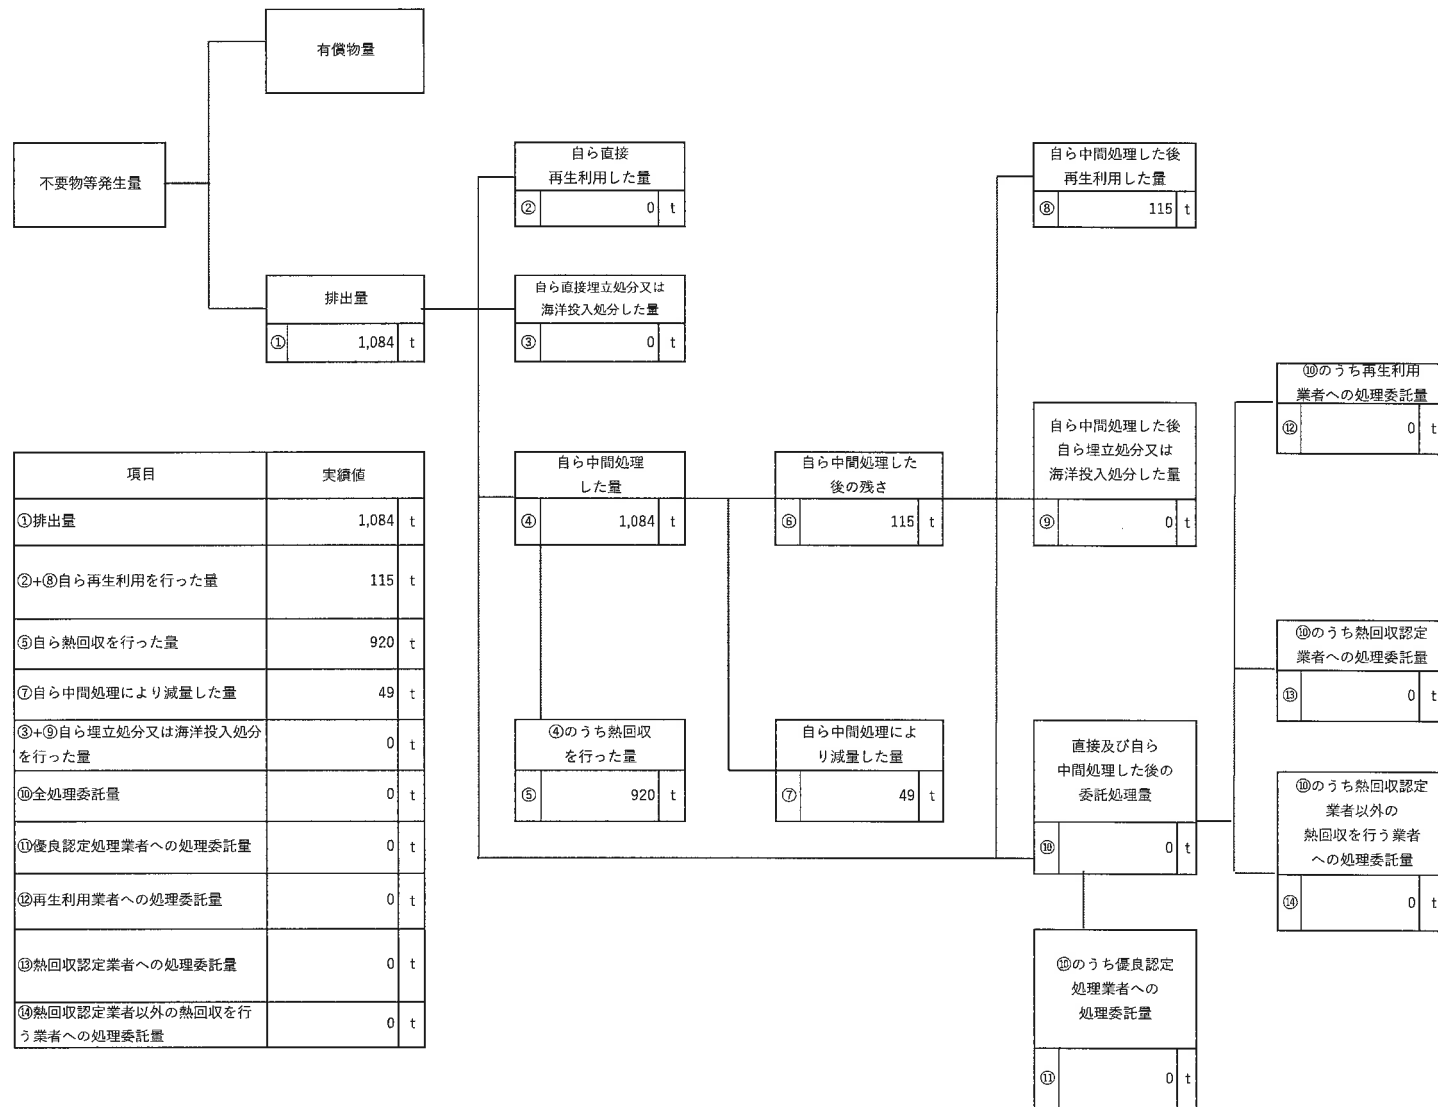 有償物量
不要物等発生量
排出量
① 1,084 t
自ら直接
再生利用した量
② 0 t
自ら直接埋立処分又は
海洋投入処分した量
③ 0 t
自ら中間処理
した量
④ 1,084 t
④のうち熱回収
を行った量
⑤ 920 t
自ら中間処理した
後の残さ
⑥ 115 t
自ら中間処理によ
り減量した量
⑦ 49 t
自ら中間処理した後
再生利用した量
⑧ 115 t
自ら中間処理した後
自ら埋立処分又は
海洋投入処分した量
⑨ 0 t
直接及び自ら
中間処理した後の
委託処理量
⑩ 0 t
⑩のうち優良認定
処理業者への
処理委託量
⑪ 0 t
⑩のうち再生利用
業者への処理委託量
⑫ 0 t
⑩のうち熱回収認定
業者への処理委託量
⑬ 0 t
⑩のうち熱回収認定
業者以外の
熱回収を行う業者
への処理委託量
⑭ 0 t
項目 実績値
①排出量 1,084 t
②+⑧自ら再生利用を行った量 115 t
⑤自ら熱回収を行った量 920 t
⑦自ら中間処理により減量した量 49 t
③+⑨自ら埋立処分又は海洋投入処分
を行った量 0 t
⑩全処理委託量 0 t
⑪優良認定処理業者への処理委託量 0 t
⑫再生利用業者への処理委託量 0 t
⑬熱回収認定業者への処理委託量 0 t
⑭熱回収認定業者以外の熱回収を行
う業者への処理委託量 0 t